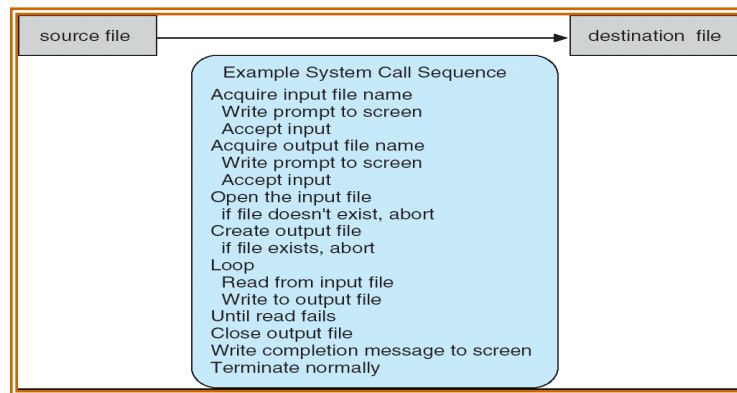 source file
destination file
Example System Call Sequence
Acquire input file name
Write prompt to screen
Accept input
Acquire output file name
Write prompt to screen
Accept input
Open the input file
if file doesn't exist, abort
Create output file
if file exists, abort
Loop
Read from input file
Write to output file
Until read fails
Close output file
Write completion message to screen
Terminate normally